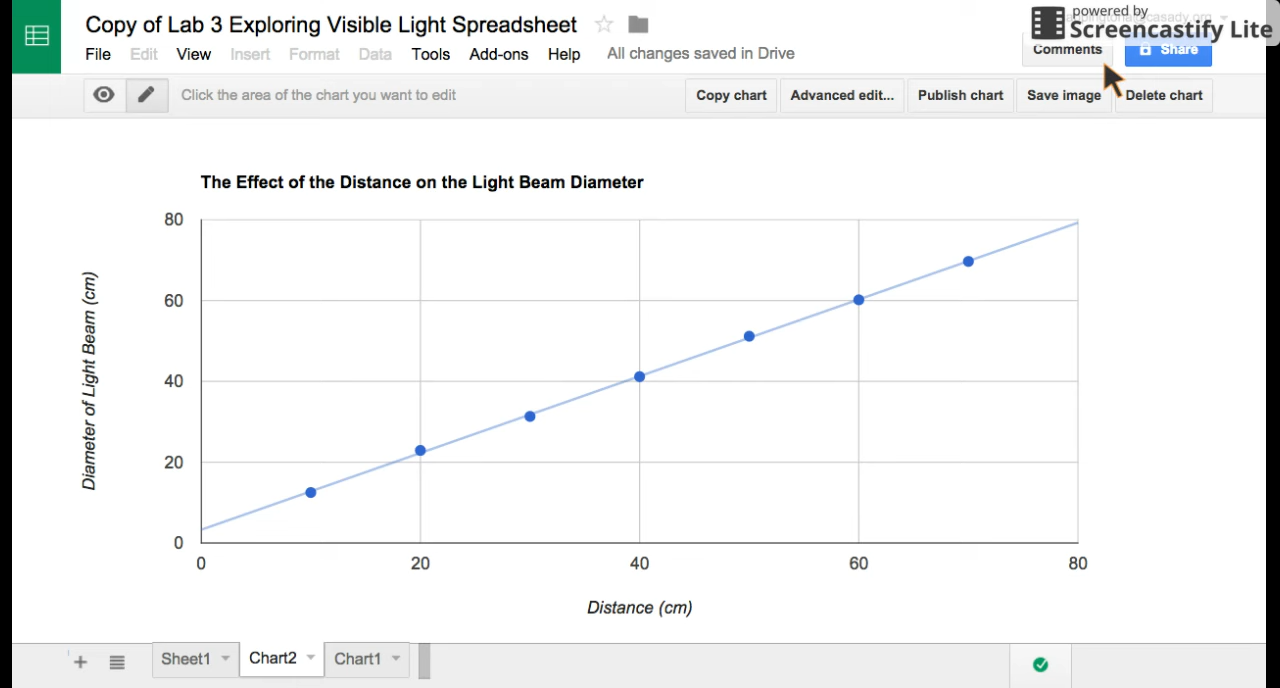 Copy of Lab 3 Exploring Visible Light Spreadsheet
powered by
Screencastify Lite
File Edit View Insert Format Data Tools Add-ons Help All changes saved in Drive
Comments Share
Click the area of the chart you want to edit
Copy chart Advanced edit... Publish chart Save image Delete chart
The Effect of the Distance on the Light Beam Diameter
Diameter of Light Beam (cm)
80
60
40
20
0
0 20 40 60 80
Distance (cm)
Sheet1 Chart2 Chart1